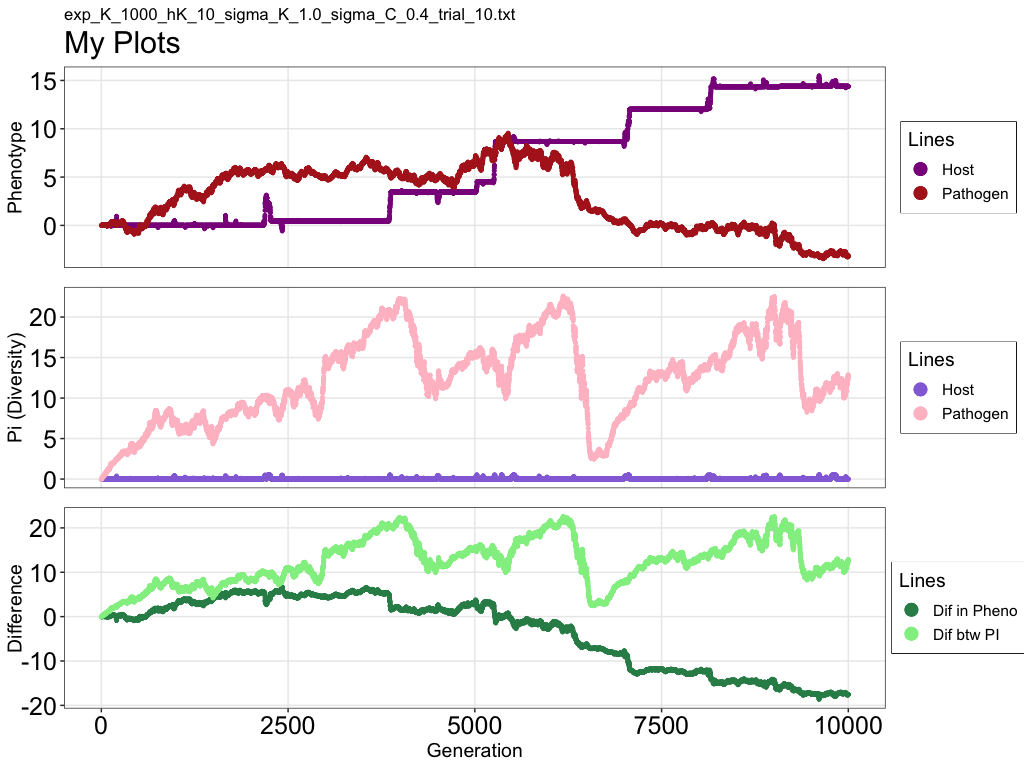 exp_K_1000_hK_10_sigma_K_1.0_sigma_C_0.4_trial_10.txt
My Plots
Phenotype
15
10
5
0
Lines
Host
Pathogen
Pi (Diversity)
20
15
10
5
0
Lines
Host
Pathogen
Difference
20
10
0
-10
-20
Lines
Dif in Pheno
Dif btw PI
0 2500 5000 7500 10000
Generation